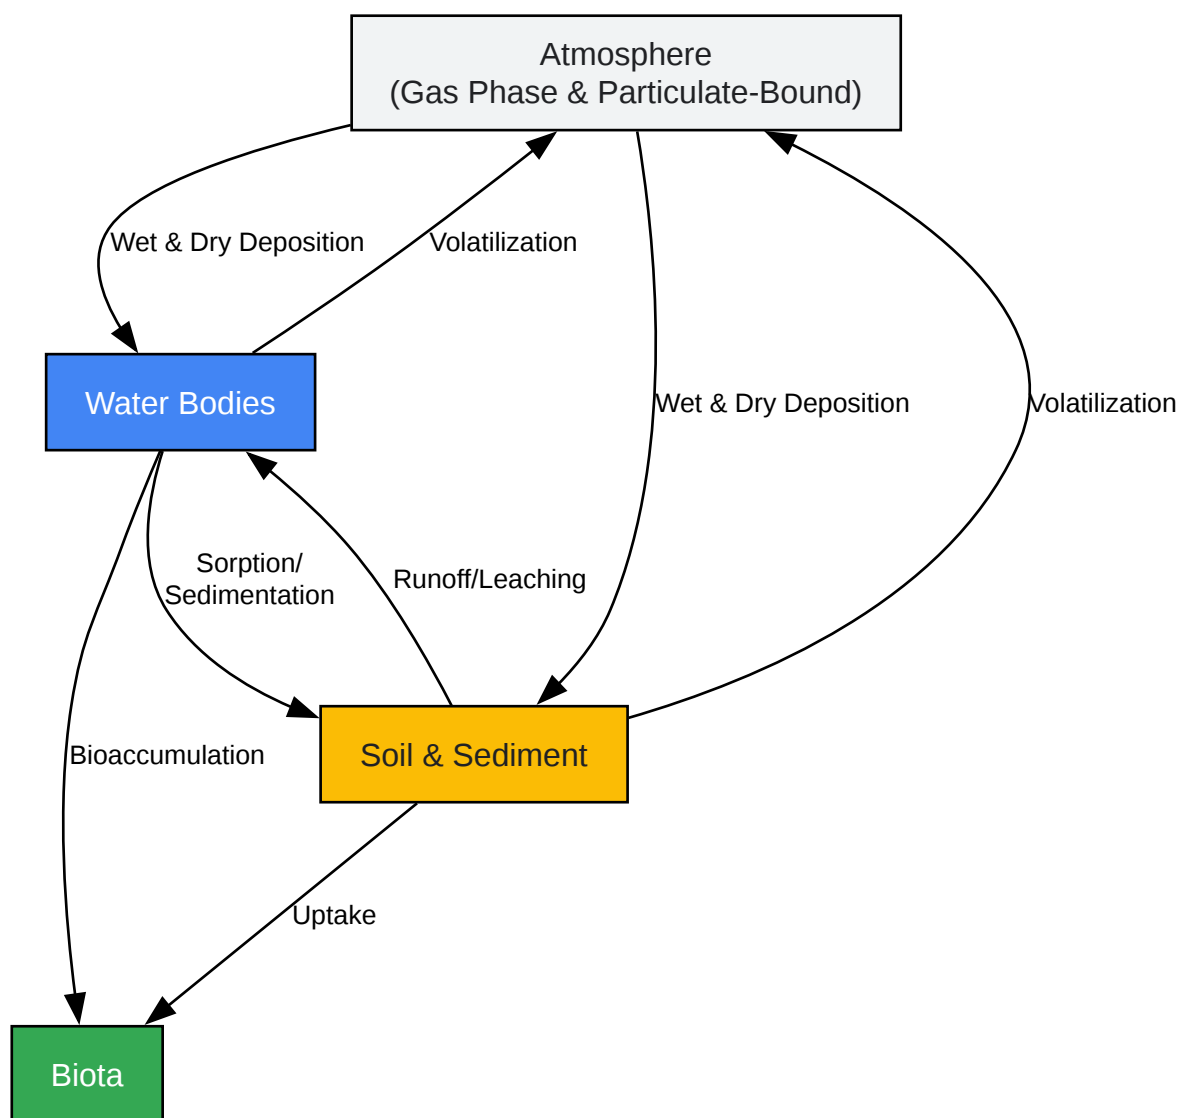 Atmosphere
(Gas Phase & Particulate-Bound)
Wet & Dry Deposition
Volatilization
Water Bodies
Wet & Dry Deposition
Volatilization
Sorption/
Sedimentation
Runoff/Leaching
Bioaccumulation
Soil & Sediment
Uptake
Biota